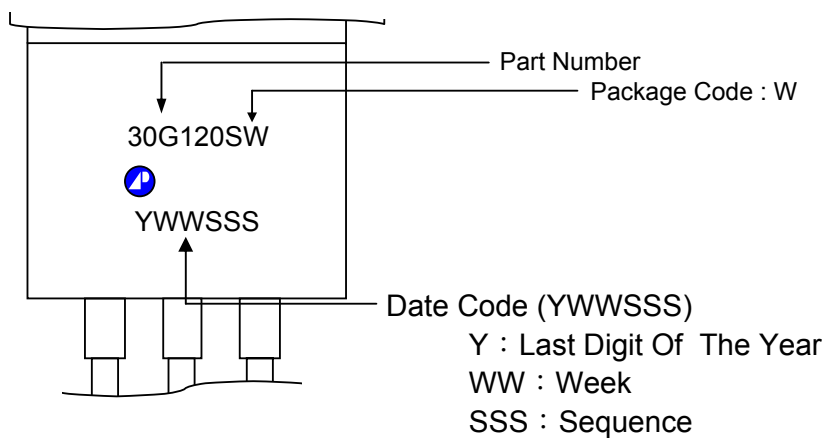 Part Number
Package Code : W
30G120SW
YWWSSS
Date Code (YWWSSS)
Y：Last Digit Of The Year
WW：Week
SSS：Sequence